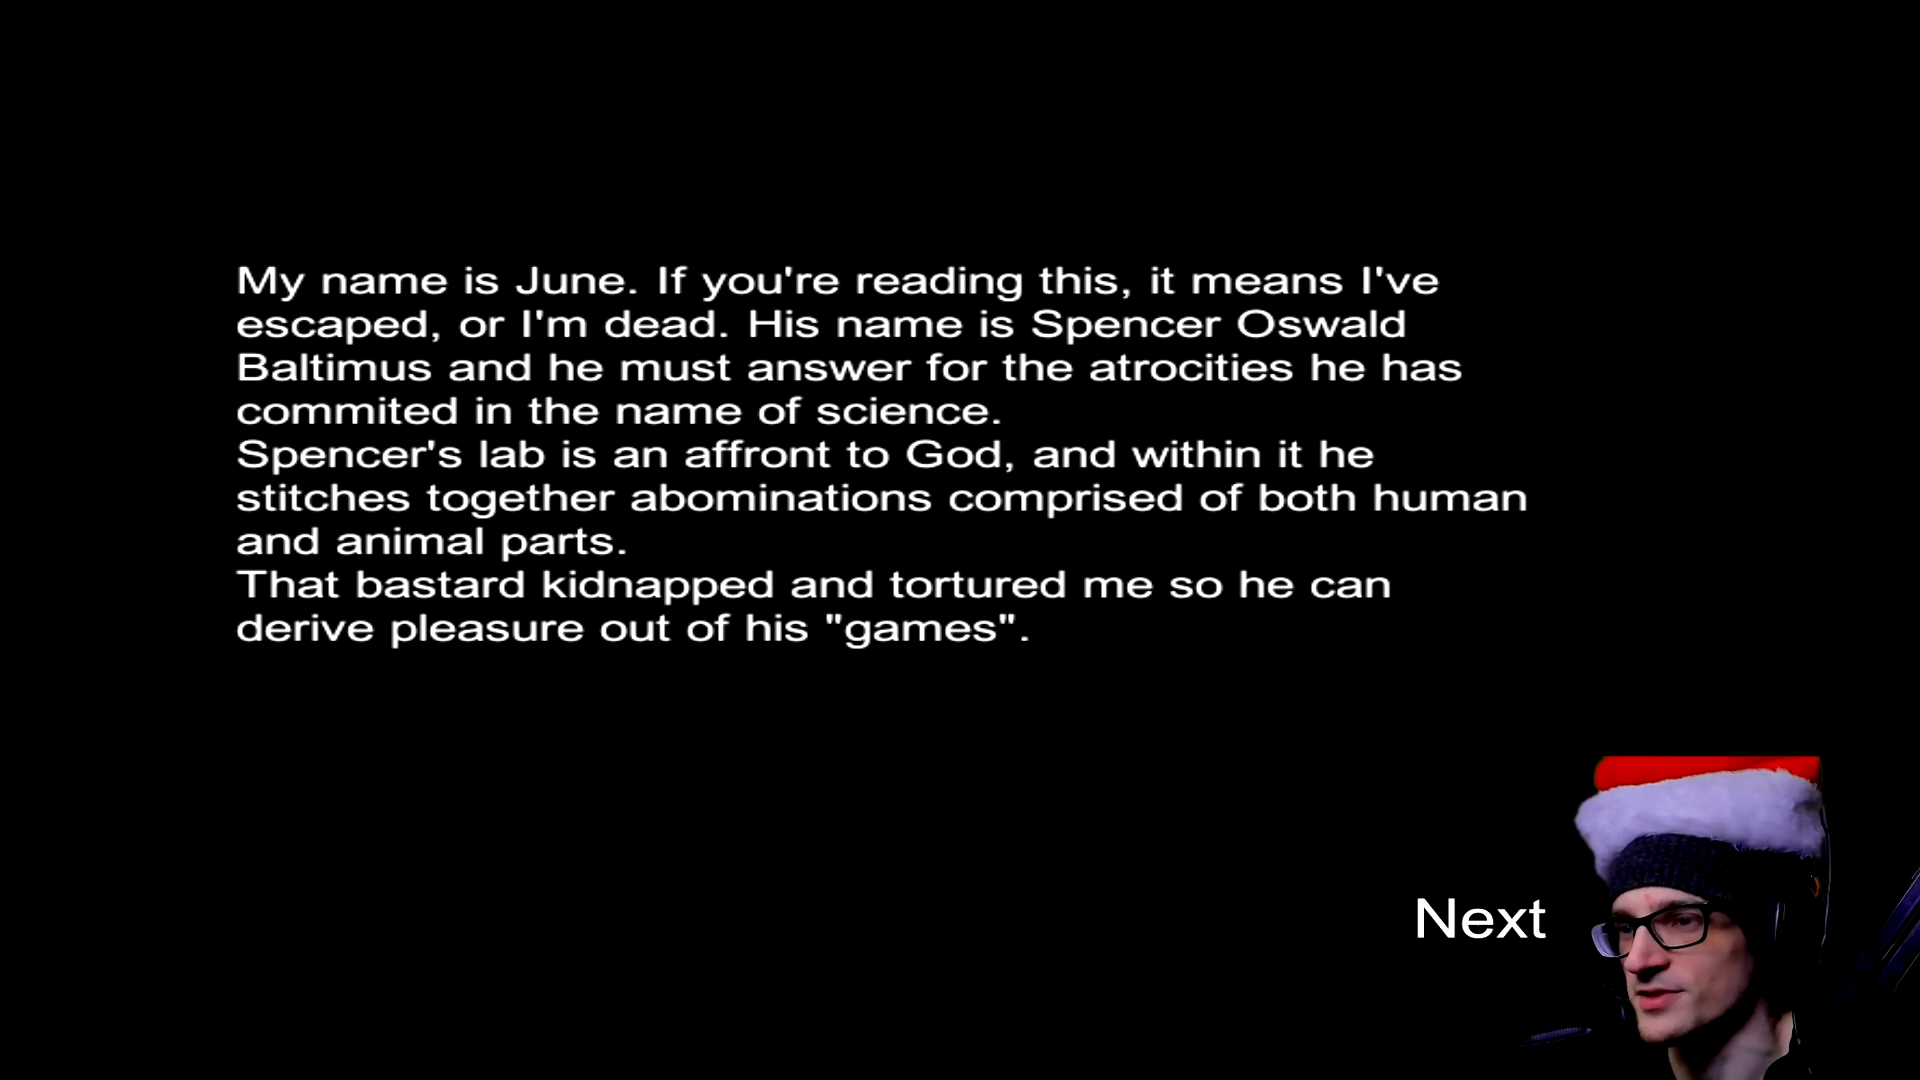 My name is June. If you're reading this, it means I've
escaped, or I'm dead. His name is Spencer Oswald
Baltimus and he must answer for the atrocities he has
commited in the name of science.
Spencer's lab is an affront to God, and within it he
stitches together abominations comprised of both human
and animal parts.
That bastard kidnapped and tortured me so he can
derive pleasure out of his "games".
Next